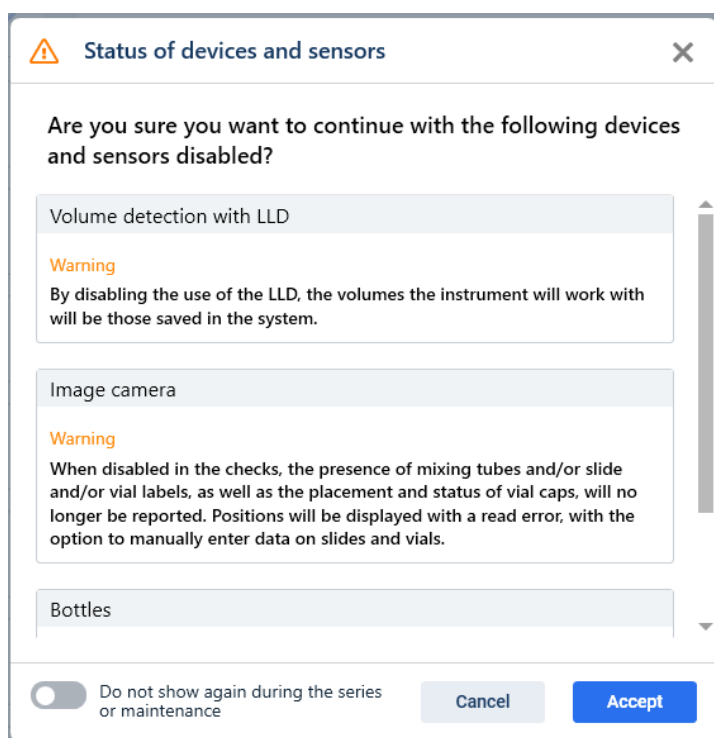 Status of devices and sensors
Are you sure you want to continue with the following devices
and sensors disabled?
Volume detection with LLD
Warning
By disabling the use of the LLD, the volumes the instrument will work with
will be those saved in the system.
Image camera
Warning
When disabled in the checks, the presence of mixing tubes and/or slide
and/or vial labels, as well as the placement and status of vial caps, will no
longer be reported. Positions will be displayed with a read error, with the
option to manually enter data on slides and vials.
Bottles
Do not show again during the series
or maintenance
Cancel
Accept